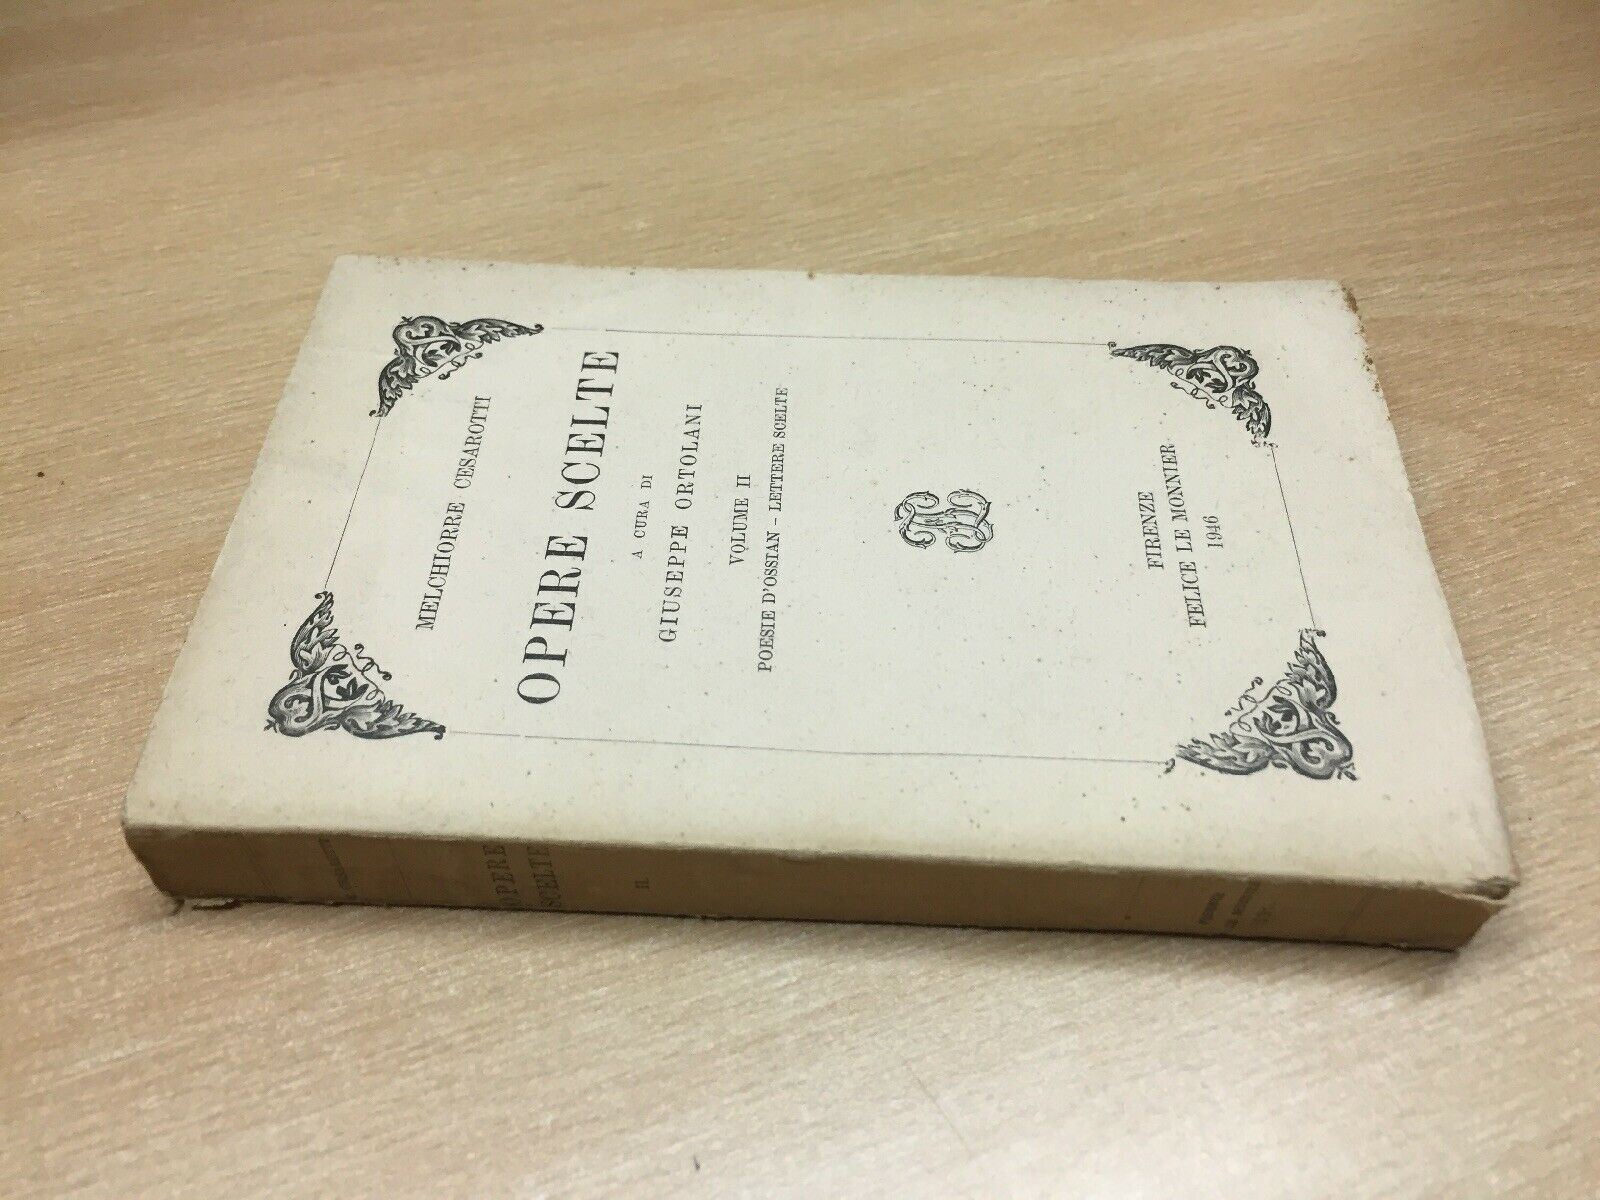 MELCHIORRE CESAROTTI
OPERE SCELTE
A CURA DI
GIUSEPPE ORTOLANI
VOLUME II
POESIE D'OSSIAN - LETTERE SCELTE
FIRENZE
FELICE LE MONNIER
1946
OPERE
SCELTE
II